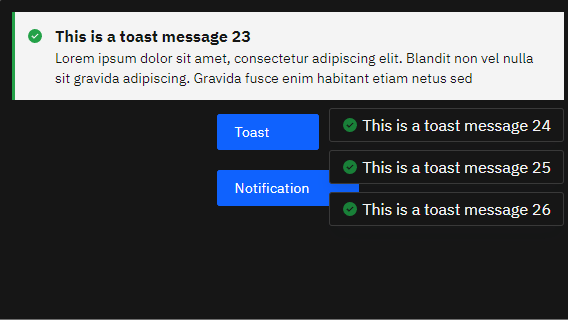 This is a toast message 23
Lorem ipsum dolor sit amet, consectetur adipiscing elit. Blandit non vel nulla
sit gravida adipiscing. Gravida fusce enim habitant etiam netus sed
Toast
This is a toast message 24
This is a toast message 25
Notification
This is a toast message 26